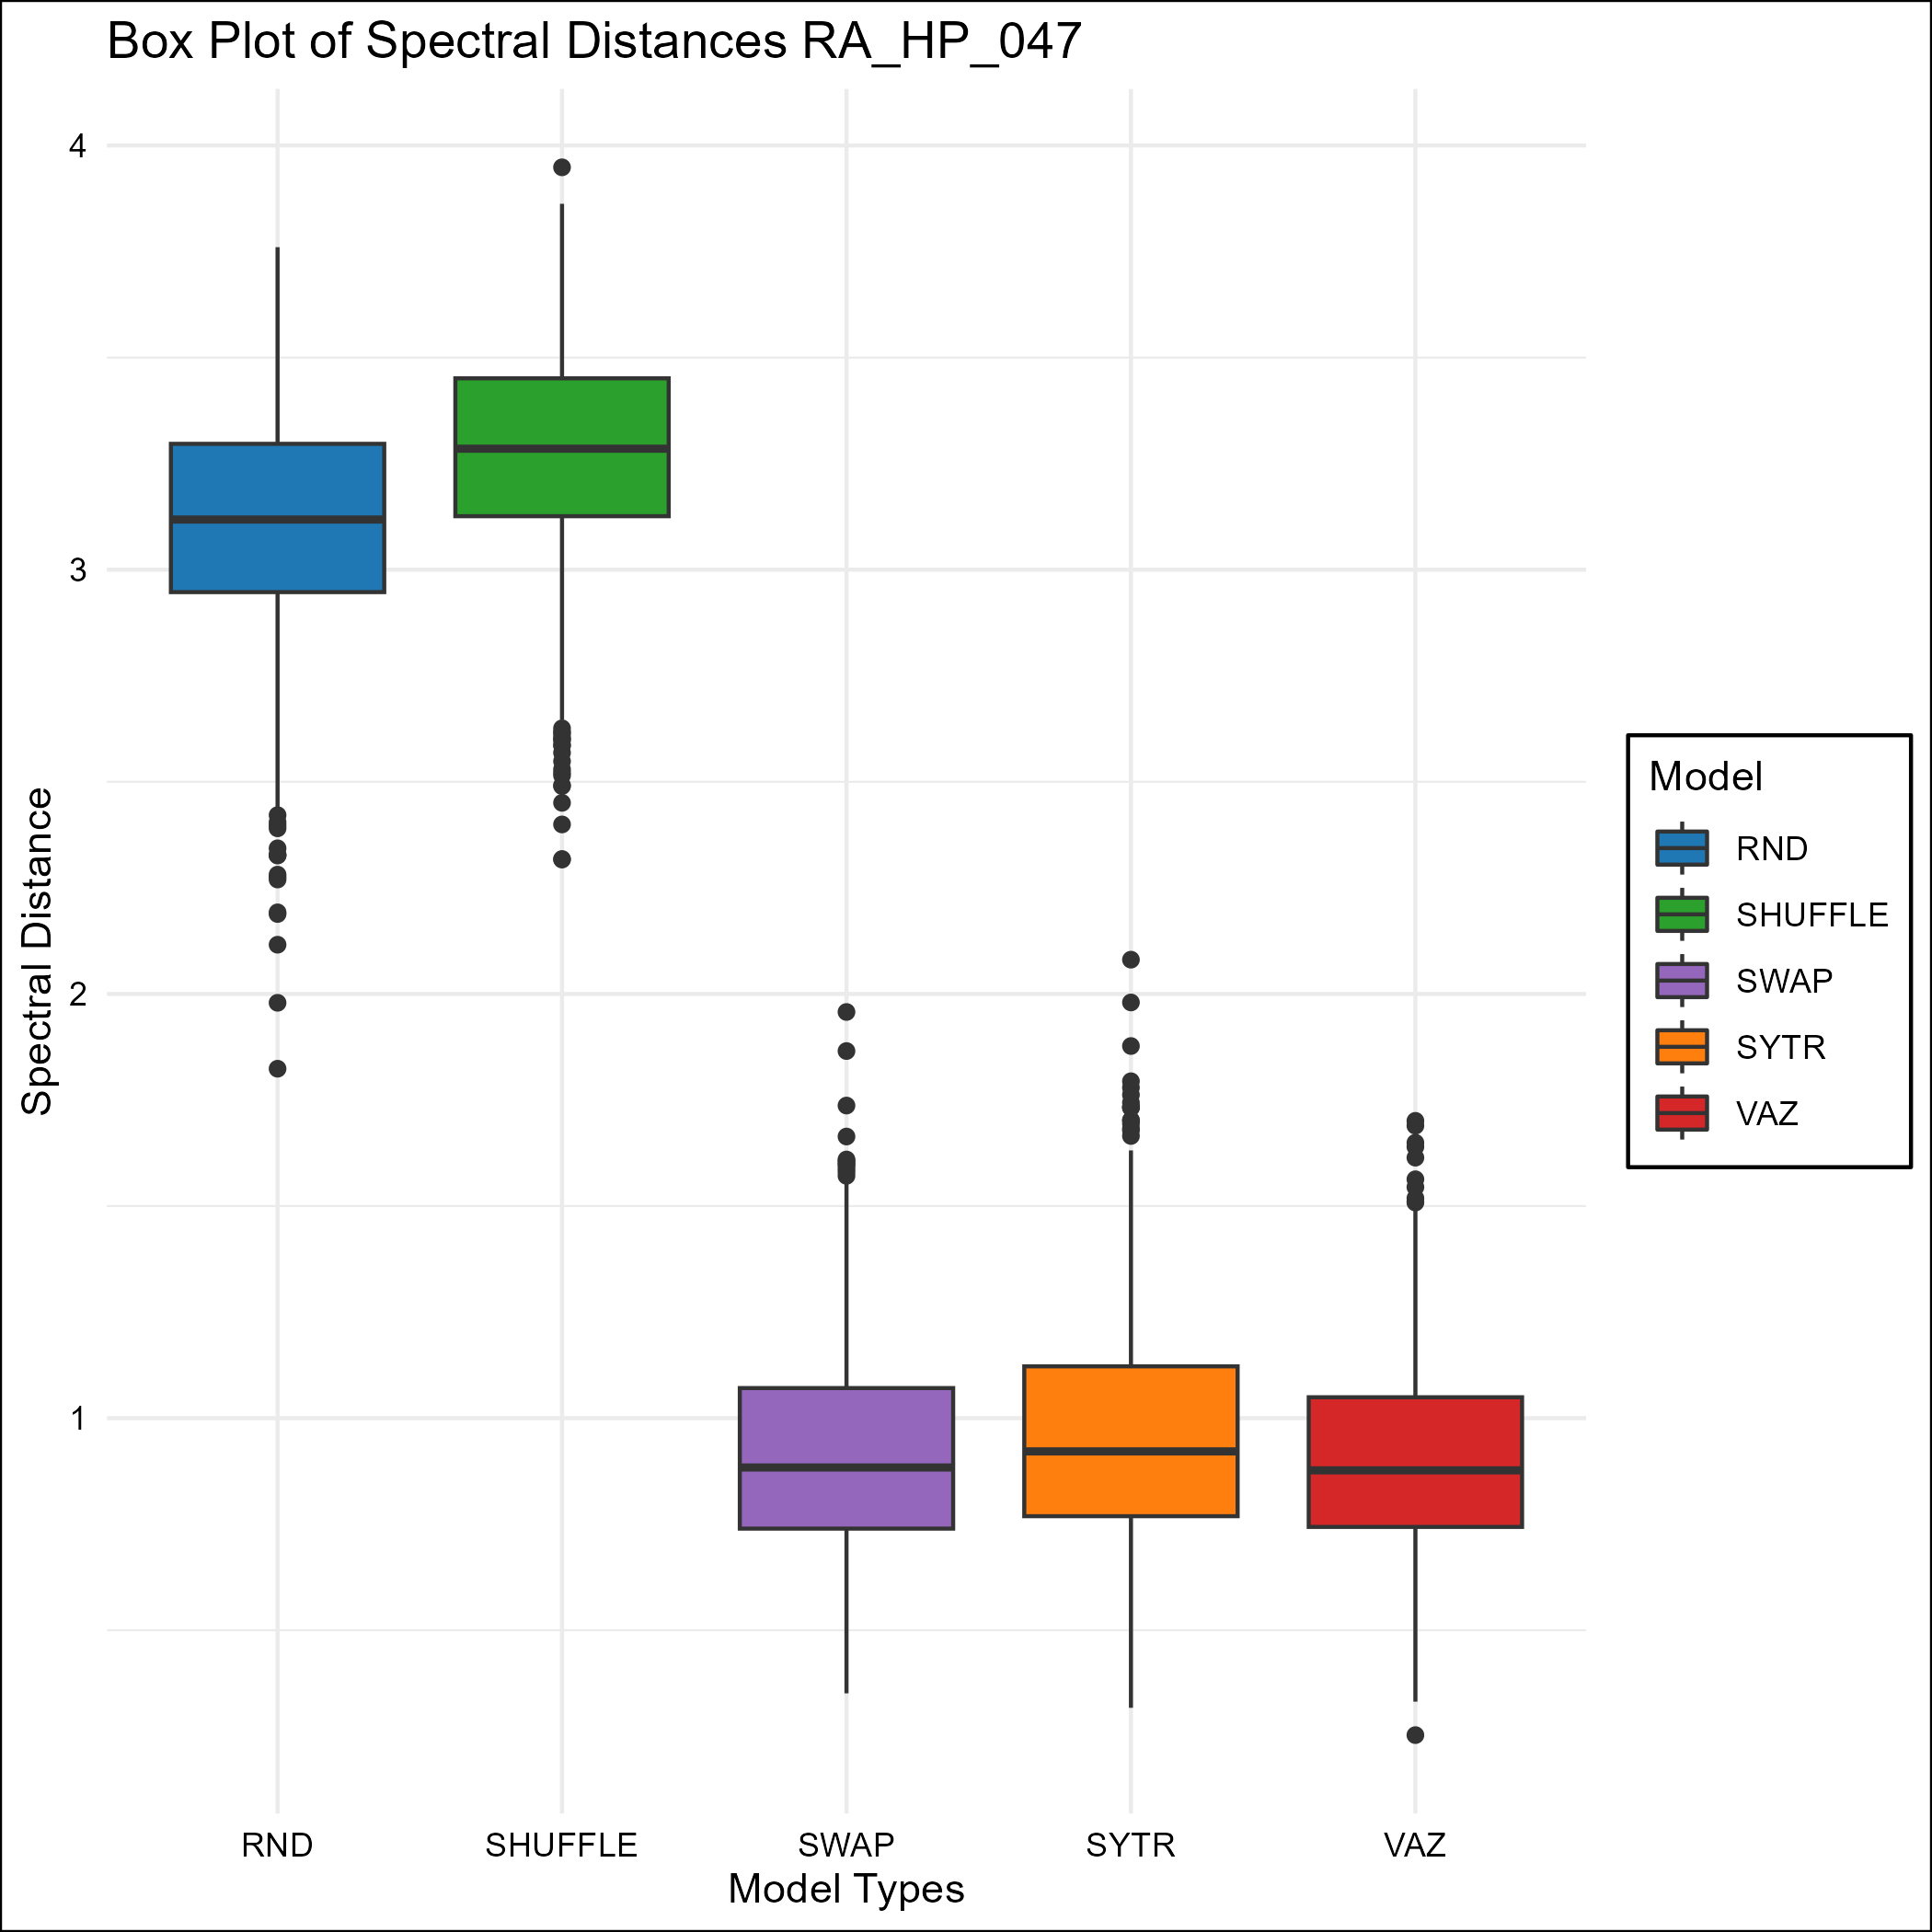 Box Plot of Spectral Distances RA_HP_047
4
3
2
1
Spectral Distance
RND
SHUFFLE
SWAP
SYTR
VAZ
Model Types
Model
RND
SHUFFLE
SWAP
SYTR
VAZ